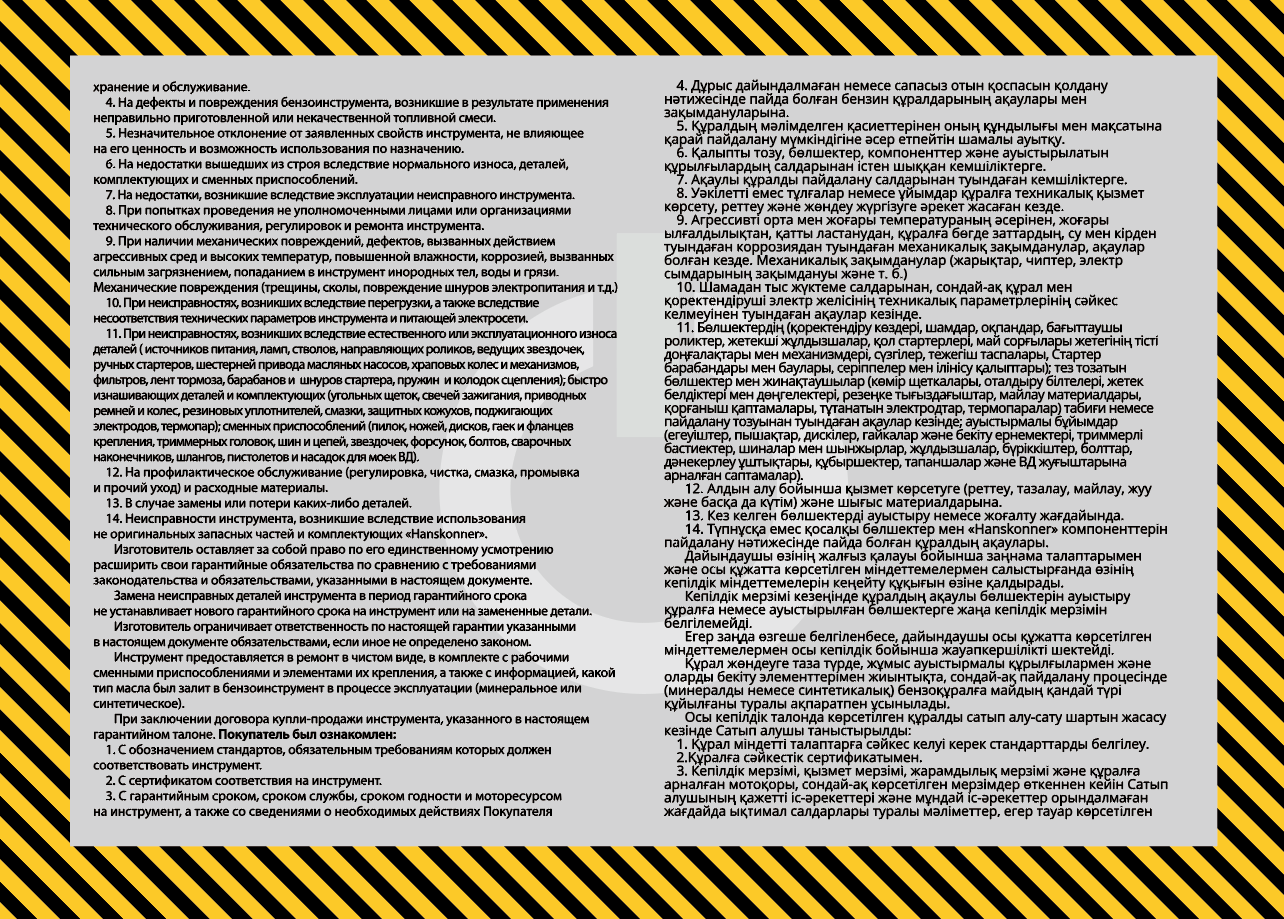 хранение и обслуживание.
4. На дефекты и повреждения бензоинструмента, возникшие в результате применения
неправильно приготовленной или некачественной топливной смеси.
5. Незначительное отклонение от заявленных свойств инструмента, не влияющее
на его ценность и возможность использования по назначению.
6. На недостатки вышедших из строя вследствие нормального износа, деталей,
комплектующих и сменных приспособлений.
7. На недостатки, возникшие вследствие эксплуатации неисправного инструмента.
8. При попытках проведения не уполномоченными лицами или организациями
технического обслуживания, регулировок и ремонта инструмента.
9. При наличии механических повреждений, дефектов, вызванных действием
агрессивных сред и высоких температур, повышенной влажности, коррозией, вызванных
сильным загрязнением, попаданием в инструмент инородных тел, воды и грязи.
Механические повреждения (трещины, сколы, повреждение шнуров электропитания и т.д.)
10. При неисправностях, возникших вследствие перегрузки, а также вследствие
несоответствия технических параметров инструмента и питающей электросети.
11. При неисправностях, возникших вследствие естественного или эксплуатационного износа
деталей ( источников питания, ламп, стволов, направляющих роликов, ведущих звездочек,
ручных стартеров, шестерней привода масляных насосов, храповых колес и механизмов,
фильтров, лент тормоза, барабанов и шнуров стартера, пружин и колодок сцепления); быстро
изнашивающих деталей и комплектующих (угольных щеток, свечей зажигания, приводных
ремней и колес, резиновых уплотнителей, смазки, защитных кожухов, поджигающих
электродов, термопар); сменных приспособлений (пилок, ножей, дисков, гаек и фланцев
крепления, триммерных головок, шин и цепей, звездочек, форсунок, болтов, сварочных
наконечников, шлангов, пистолетов и насадок для моек ВД).
12. На профилактическое обслуживание (регулировка, чистка, смазка, промывка
и прочий уход) и расходные материалы.
13. В случае замены или потери каких-либо деталей.
14. Неисправности инструмента, возникшие вследствие использования
не оригинальных запасных частей и комплектующих «Hanskonner».
Изготовитель оставляет за собой право по его единственному усмотрению
расширить свои гарантийные обязательства по сравнению с требованиями
законодательства и обязательствами, указанными в настоящем документе.
Замена неисправных деталей инструмента в период гарантийного срока
не устанавливает нового гарантийного срока на инструмент или на замененные детали.
Изготовитель ограничивает ответственность по настоящей гарантии указанными
в настоящем документе обязательствами, если иное не определено законом.
Инструмент предоставляется в ремонт в чистом виде, в комплекте с рабочими
сменными приспособлениями и элементами их крепления, а также с информацией, какой
тип масла был залит в бензоинструмент в процессе эксплуатации (минеральное или
синтетическое).
При заключении договора купли-продажи инструмента, указанного в настоящем
гарантийном талоне. Покупатель был ознакомлен:
1. С обозначением стандартов, обязательным требованиям которых должен
соответствовать инструмент.
2. С сертификатом соответствия на инструмент.
3. С гарантийным сроком, сроком службы, сроком годности и моторесурсом
на инструмент, а также со сведениями о необходимых действиях Покупателя
4. Дұрыс дайындалмаған немесе сапасыз отын қоспасын қолдану
нәтижесінде пайда болған бензин құралдарының ақаулары мен
зақымдануларына.
5. Құралдың мәлімделген қасиеттерінен оның құндылығы мен мақсатына
қарай пайдалану мүмкіндігіне әсер етпейтін шамалы ауытқу.
6. Қалыпты тозу, бөлшектер, компоненттер және ауыстырылатын
құрылғылардың салдарынан істен шыққан кемшіліктерге.
7. Ақаулы құралды пайдалану салдарынан туындаған кемшіліктерге.
8. Уәкілетті емес тұлғалар немесе ұйымдар құралға техникалық қызмет
көрсету, реттеу және жөндеу жүргізуге әрекет жасаған кезде.
9. Агрессивті орта мен жоғары температураның әсерінен, жоғары
ылғалдылықтан, қатты ластанудан, құралға бөгде заттардың, су мен кірден
туындаған коррозиядан туындаған механикалық зақымданулар, ақаулар
болған кезде. Механикалық зақымданулар (жарықтар, чиптер, электр
сымдарының зақымдануы және т. б.)
10. Шамадан тыс жүктеме салдарынан, сондай-ақ құрал мен
қоректендіруші электр желісінің техникалық параметрлерінің сәйкес
келмеуінен туындаған ақаулар кезінде.
11. Бөлшектердің (қоректендіру көздері, шамдар, оқпандар, бағыттаушы
роликтер, жетекші жұлдызшалар, қол стартерлері, май сорғылары жетегінің тісті
доңғалақтары мен механизмдері, сүзгілер, тежегіш таспалары, Стартер
барабандары мен баулары, серіппелер мен ілінісу қалыптары); тез тозатын
бөлшектер мен жинақтаушылар (көмір щеткалары, оталдыру білтелері, жетек
белдіктері мен дөңгелектері, резеңке тығыздағыштар, майлау материалдары,
қорғаныш қаптамалары, тұтанатын электродтар, термопаралар) табиғи немесе
пайдалану тозуынан туындаған ақаулар кезінде; ауыстырмалы бұйымдар
(егеуіштер, пышақтар, дискілер, гайкалар және бекіту ернемектері, триммерлі
бастиектер, шиналар мен шынжырлар, жұлдызшалар, бүріккіштер, болттар,
дәнекерлеу ұштықтары, құбыршектер, тапаншалар және ВД жуғыштарына
арналған саптамалар).
12. Алдын алу бойынша қызмет көрсетуге (реттеу, тазалау, майлау, жуу
және басқа да күтім) және шығыс материалдарына.
13. Кез келген бөлшектерді ауыстыру немесе жоғалту жағдайында.
14. Түпнұсқа емес қосалқы бөлшектер мен «Hanskonner» компоненттерін
пайдалану нәтижесінде пайда болған құралдың ақаулары.
Дайындаушы өзінің жалғыз қалауы бойынша заңнама талаптарымен
және осы құжатта көрсетілген міндеттемелермен салыстырғанда өзінің
кепілдік міндеттемелерін кеңейту құқығын өзіне қалдырады.
Кепілдік мерзімі кезеңінде құралдың ақаулы бөлшектерін ауыстыру
құралға немесе ауыстырылған бөлшектерге жаңа кепілдік мерзімін
белгілемейді.
Егер заңда өзгеше белгіленбесе, дайындаушы осы құжатта көрсетілген
міндеттемелермен осы кепілдік бойынша жауапкершілікті шектейді.
Құрал жөндеуге таза түрде, жұмыс ауыстырмалы құрылғылармен және
оларды бекіту элементтерімен жиынтықта, сондай-ақ пайдалану процесінде
(минералды немесе синтетикалық) бензоқұралға майдың қандай түрі
құйылғаны туралы ақпаратпен ұсынылады.
Осы кепілдік талонда көрсетілген құралды сатып алу-сату шартын жасасу
кезінде Сатып алушы таныстырылды:
1. Құрал міндетті талаптарға сәйкес келуі керек стандарттарды белгілеу.
2.Құралға сәйкестік сертификатымен.
3. Кепілдік мерзімі, қызмет мерзімі, жарамдылық мерзімі және құралға
арналған мотоқоры, сондай-ақ көрсетілген мерзімдер өткеннен кейін Сатып
алушының қажетті іс-әрекеттері және мұндай іс-әрекеттер орындалмаған
жағдайда ықтимал салдарлары туралы мәліметтер, егер тауар көрсетілген